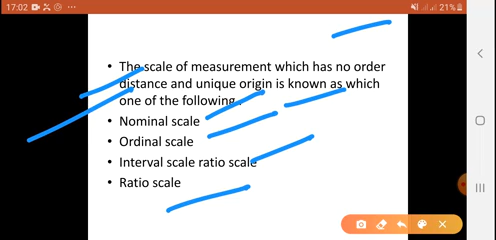 17:02
21%
The scale of measurement which has no order
distance and unique origin is known as which
one of the following.
Nominal scale
Ordinal scale
Interval scale ratio scale
Ratio scale